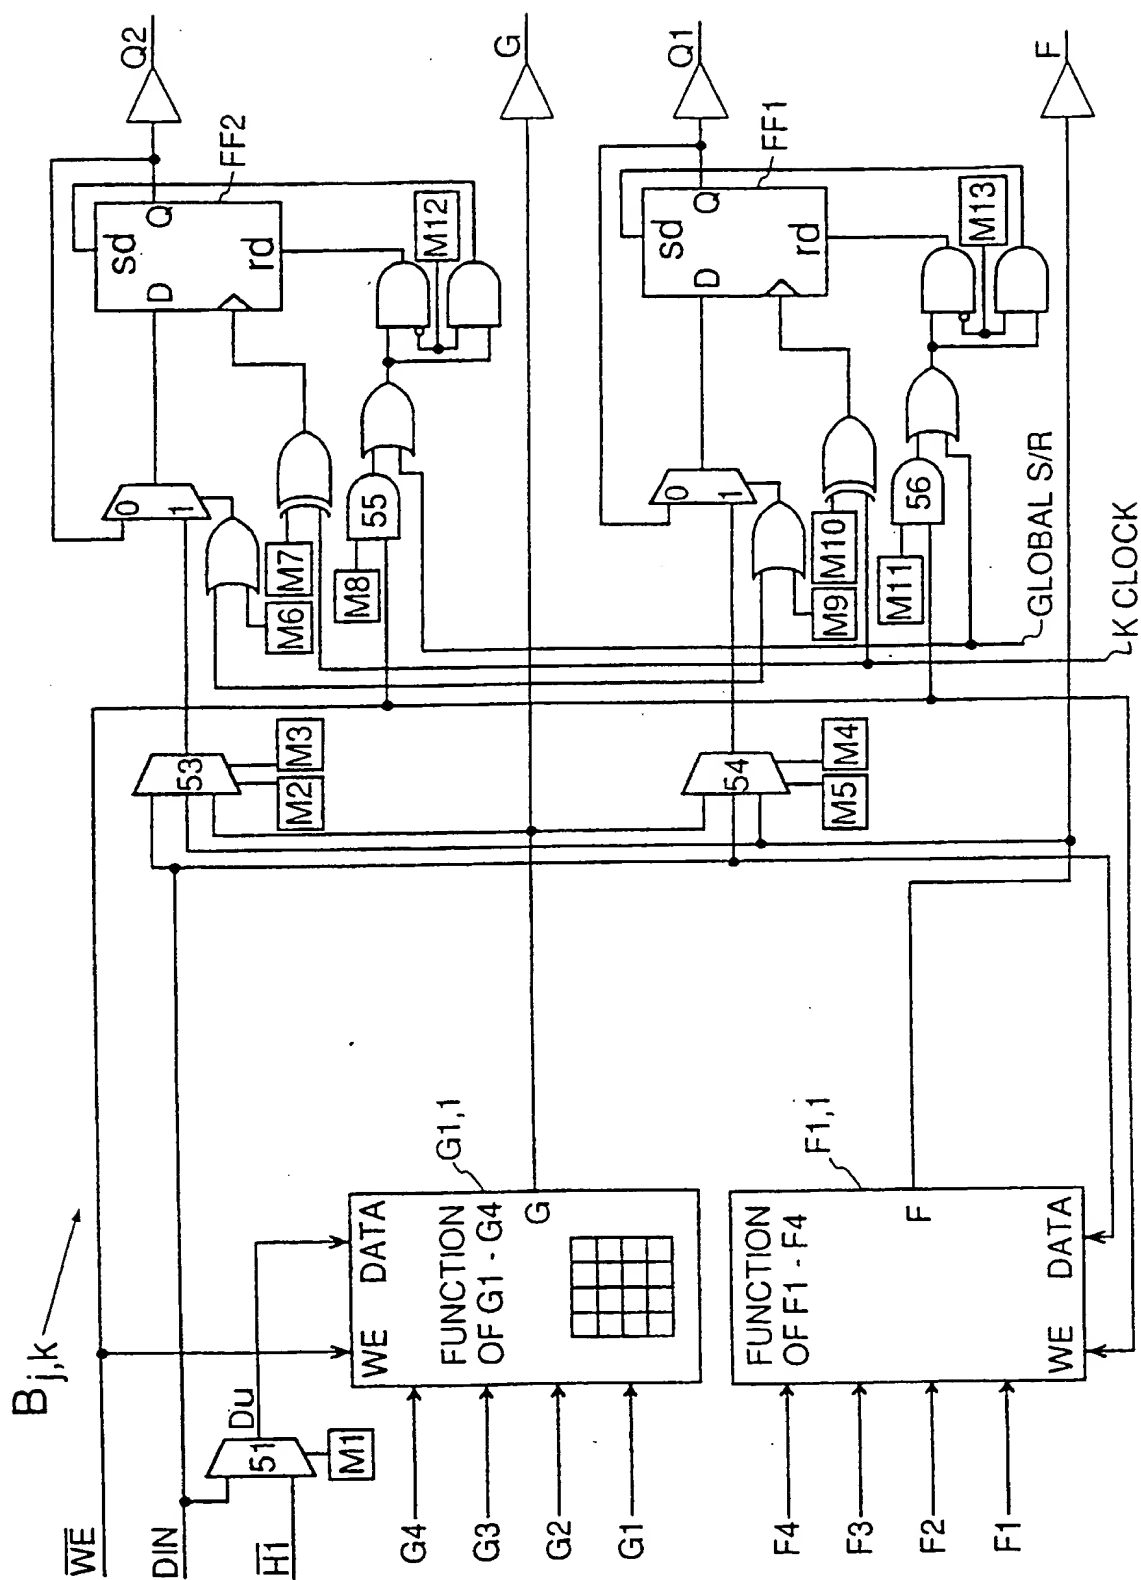 B j,k
WE
DIN
H1
51
Du
M1
G4
G3
G2
G1
WE DATA
FUNCTION
OF G1 - G4
G
G1,1
F4
F3
F2
F1
FUNCTION
OF F1 - F4
F
WE DATA
F1,1
53
M2
M3
54
M5
M4
0
1
M6
M7
M8
55
sd
D Q
rd
FF2
M12
Q2
G
0
1
M9
M10
M11
56
sd
D Q
rd
FF1
M13
Q1
F
GLOBAL S/R
K CLOCK